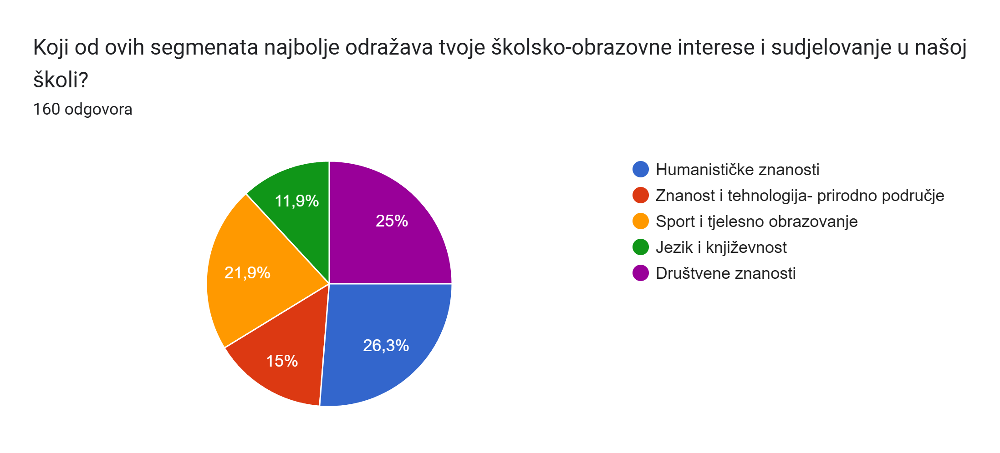 Koji od ovih segmenata najbolje odražava tvoje školsko-obrazovne interese i sudjelovanje u našoj
školi?
160 odgovora
Humanističke znanosti
Znanost i tehnologija- prirodno područje
Sport i tjelesno obrazovanje
Jezik i književnost
Društvene znanosti
11,9%
25%
21,9%
26,3%
15%